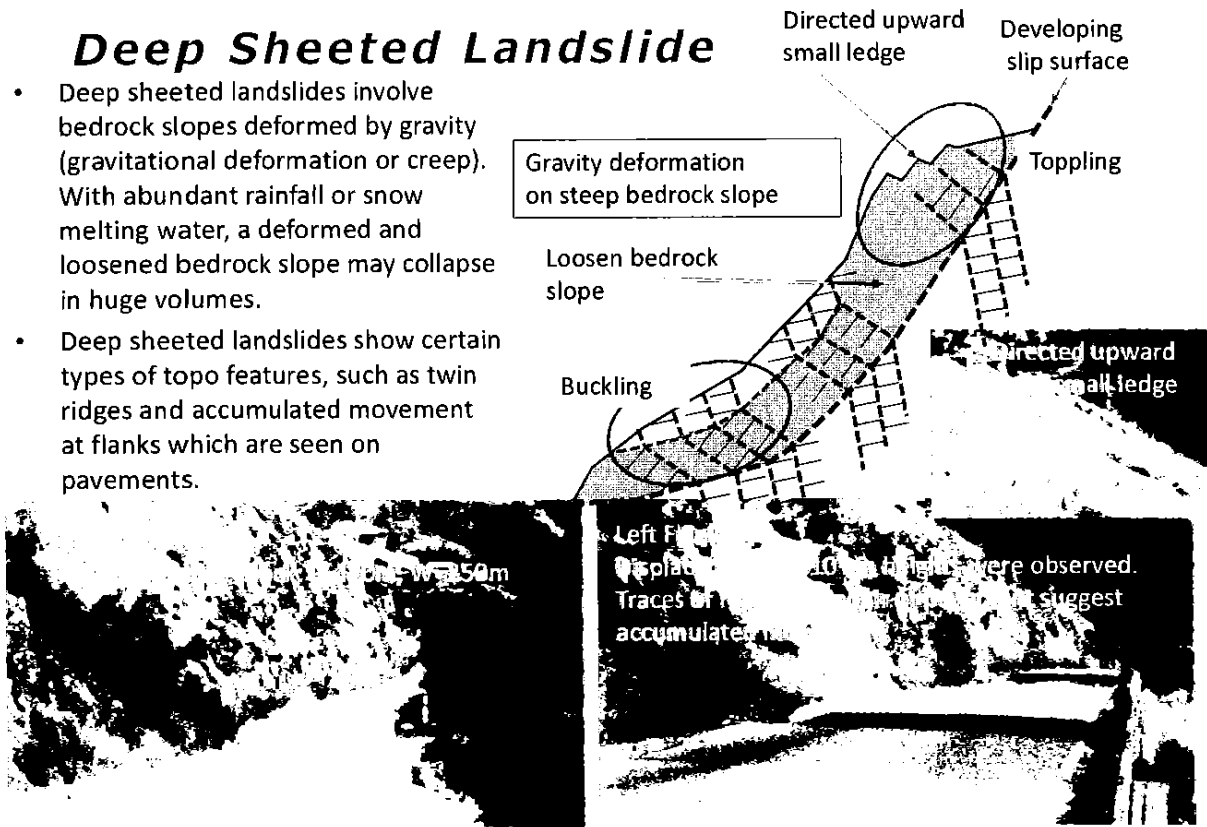 Deep Sheeted Landslide
• Deep sheeted landslides involve
bedrock slopes deformed by gravity
(gravitational deformation or creep).
With abundant rainfall or snow
melting water, a deformed and
loosened bedrock slope may collapse
in huge volumes.
• Deep sheeted landslides show certain
types of topo features, such as twin
ridges and accumulated movement
at flanks which are seen on
pavements.
Directed upward
small ledge
Developing
slip surface
Gravity deformation
on steep bedrock slope
Toppling
Loosen bedrock
slope
Buckling
Directed upward
small ledge
Left
were observed.
Traces of suggest
accumulated